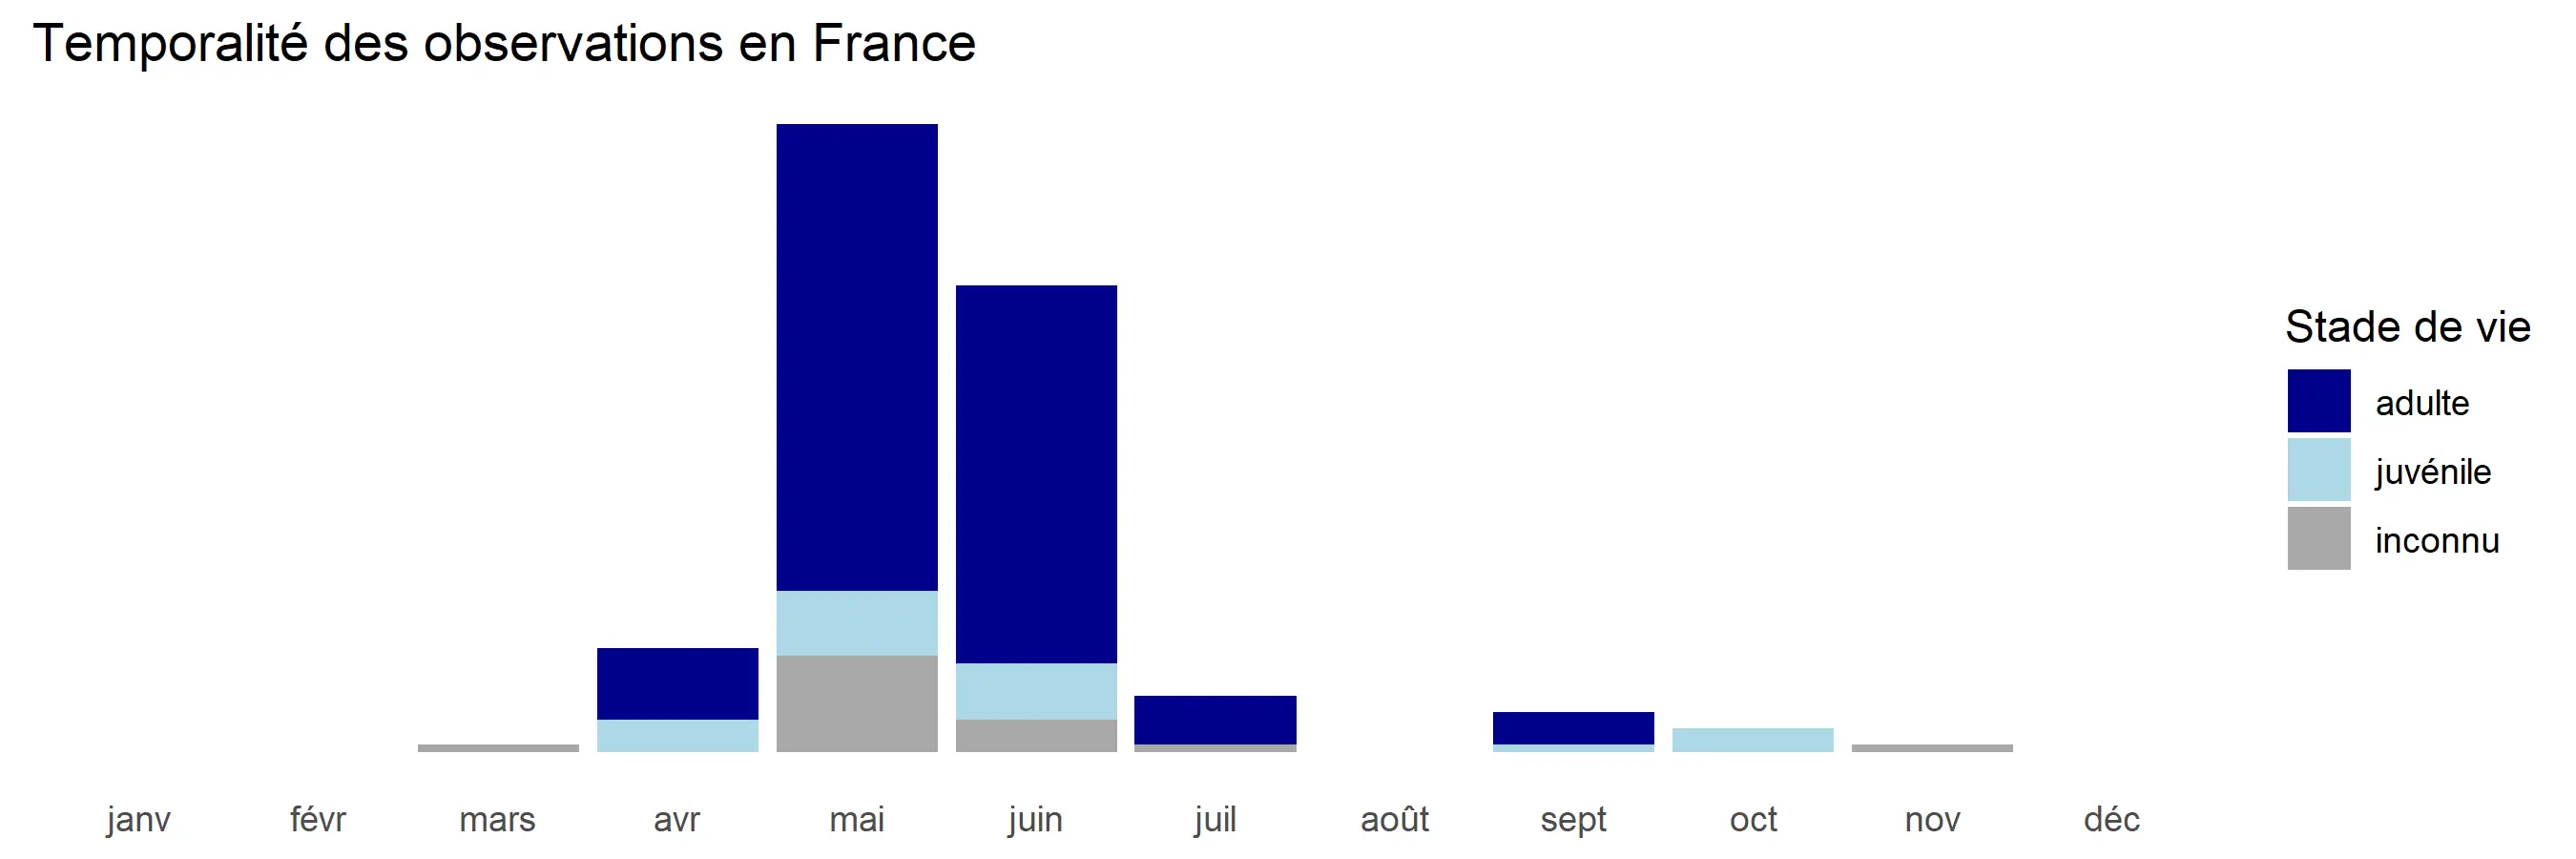 Temporalité des observations en France
Stade de vie
adulte
juvénile
inconnu
janv févr mars avr mai juin juil août sept oct nov déc